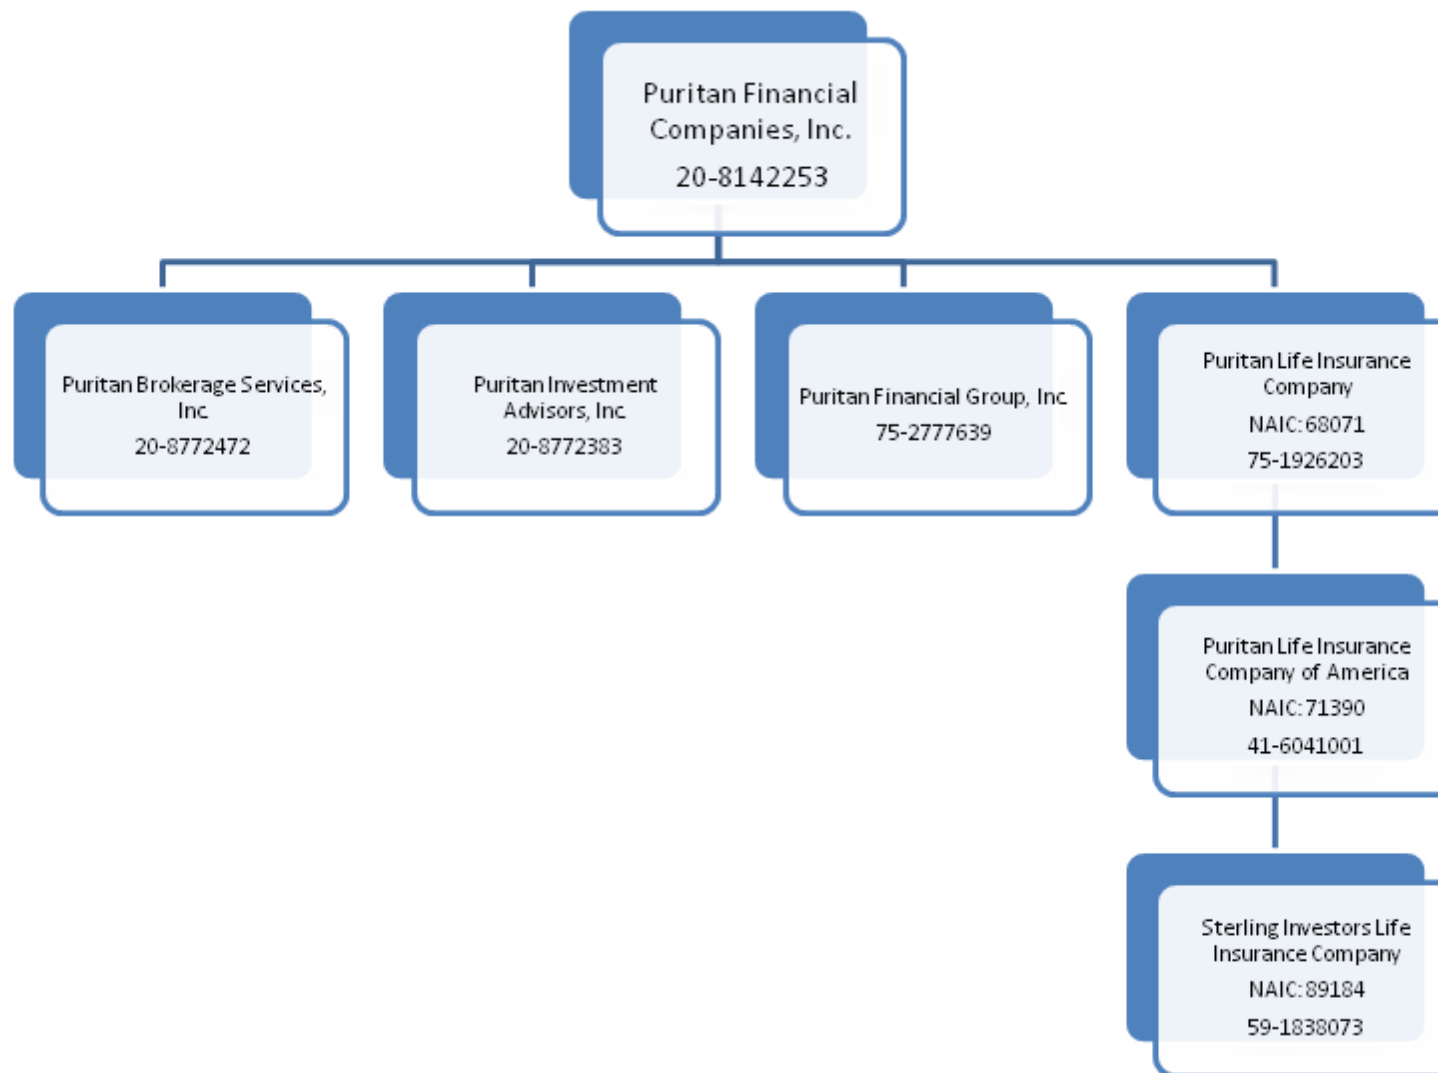 Puritan Financial
Companies, Inc.
20-8142253
Puritan Brokerage Services,
Inc.
20-8772472
Puritan Investment
Advisors, Inc.
20-8772383
Puritan Financial Group, Inc.
75-2777639
Puritan Life Insurance
Company
NAIC: 68071
75-1926203
Puritan Life Insurance
Company of America
NAIC: 71390
41-6041001
Sterling Investors Life
Insurance Company
NAIC: 89184
59-1838073